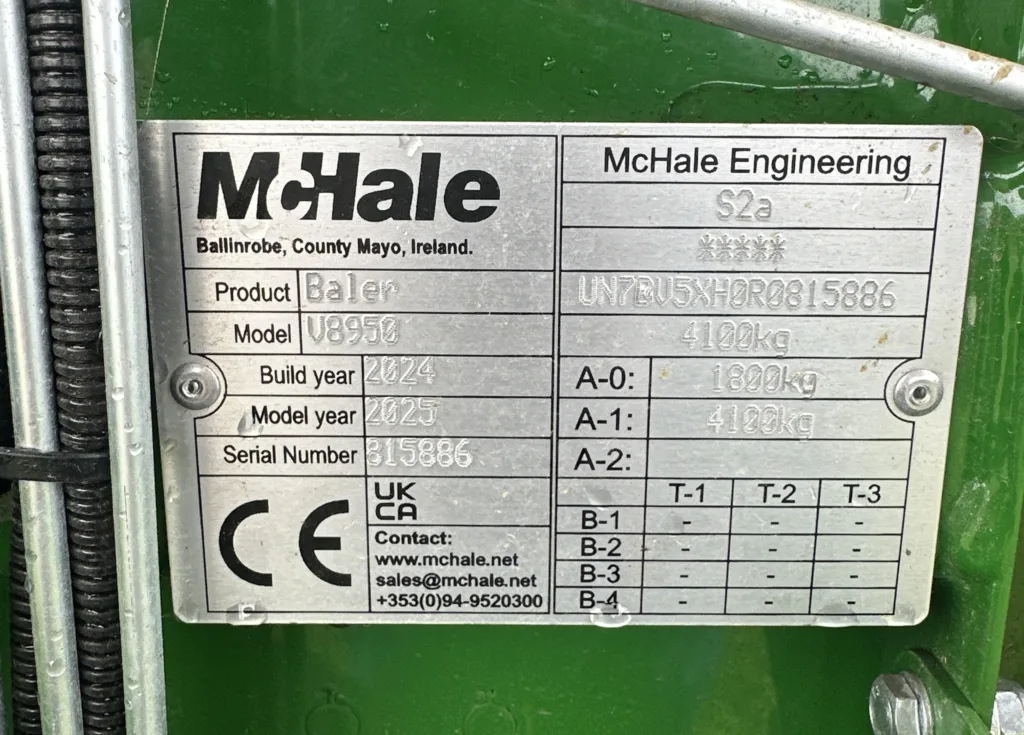 McHale
Ballinrobe, County Mayo, Ireland.
Product Baler
Model V8950
Build year 2024
Model year 2025
Serial Number 815886
CE
UK
CA
Contact:
www.mchale.net
sales@mchale.net
+353(0)94-9520300
McHale Engineering
S2a
*****
UN7BV5XH0R0815886
4100kg
A-0: 1800kg
A-1: 4100kg
A-2:
T-1 T-2 T-3
B-1 - - -
B-2 - - -
B-3 - - -
B-4 - - -